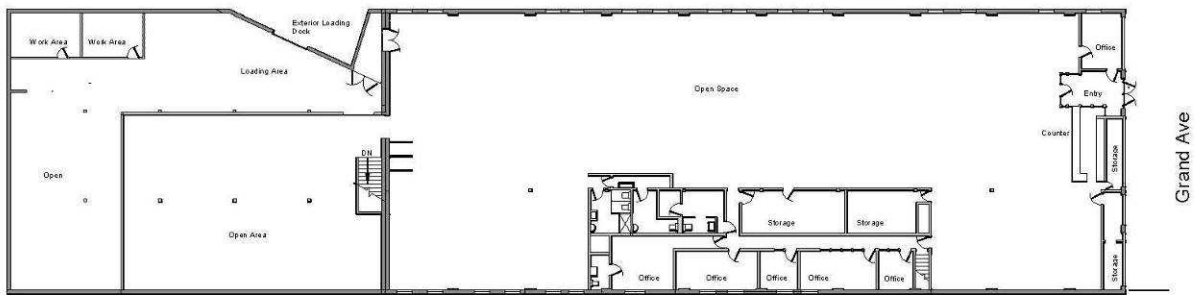 Exterior Loading
Dock
Work Area
Work Area
Office
Loading Area
Open Space
Entry
Grand Ave
Counter
Storage
DN
Open
Storage
Storage
Open Area
Storage
Office
Office
Office
Office
Office